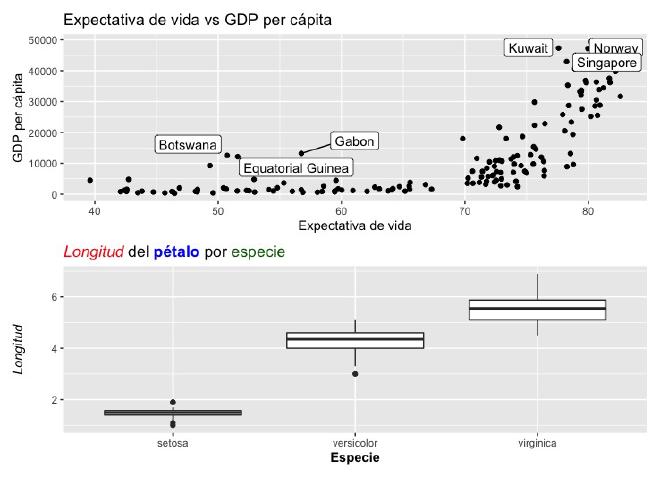 Expectativa de vida vs GDP per cápita
GDP per cápita
50000
40000
30000
20000
10000
0
Kuwait
Norway
Singapore
Botswana
Gabon
Equatorial Guinea
40 50 60 70 80
Expectativa de vida
Longitud del pétalo por especie
Longitud
6
4
2
setosa versicolor virginica
Especie